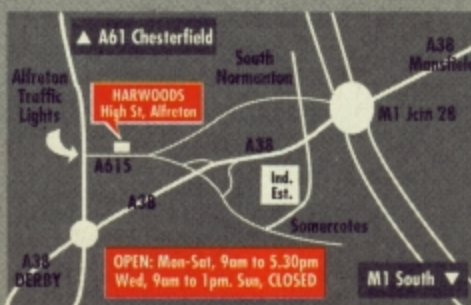 ▲ A61 Chesterfield
A38
Mansfield
South
Normanton
Alfreton
Traffic
Lights
HARWOODS
High St, Alfreton
M1 Jctn 28
A38
A615
Ind.
Est.
A38
Somercotes
A38
DERBY
OPEN: Mon-Sat, 9am to 5.30pm
Wed, 9am to 1pm. Sun, CLOSED
M1 South ▼